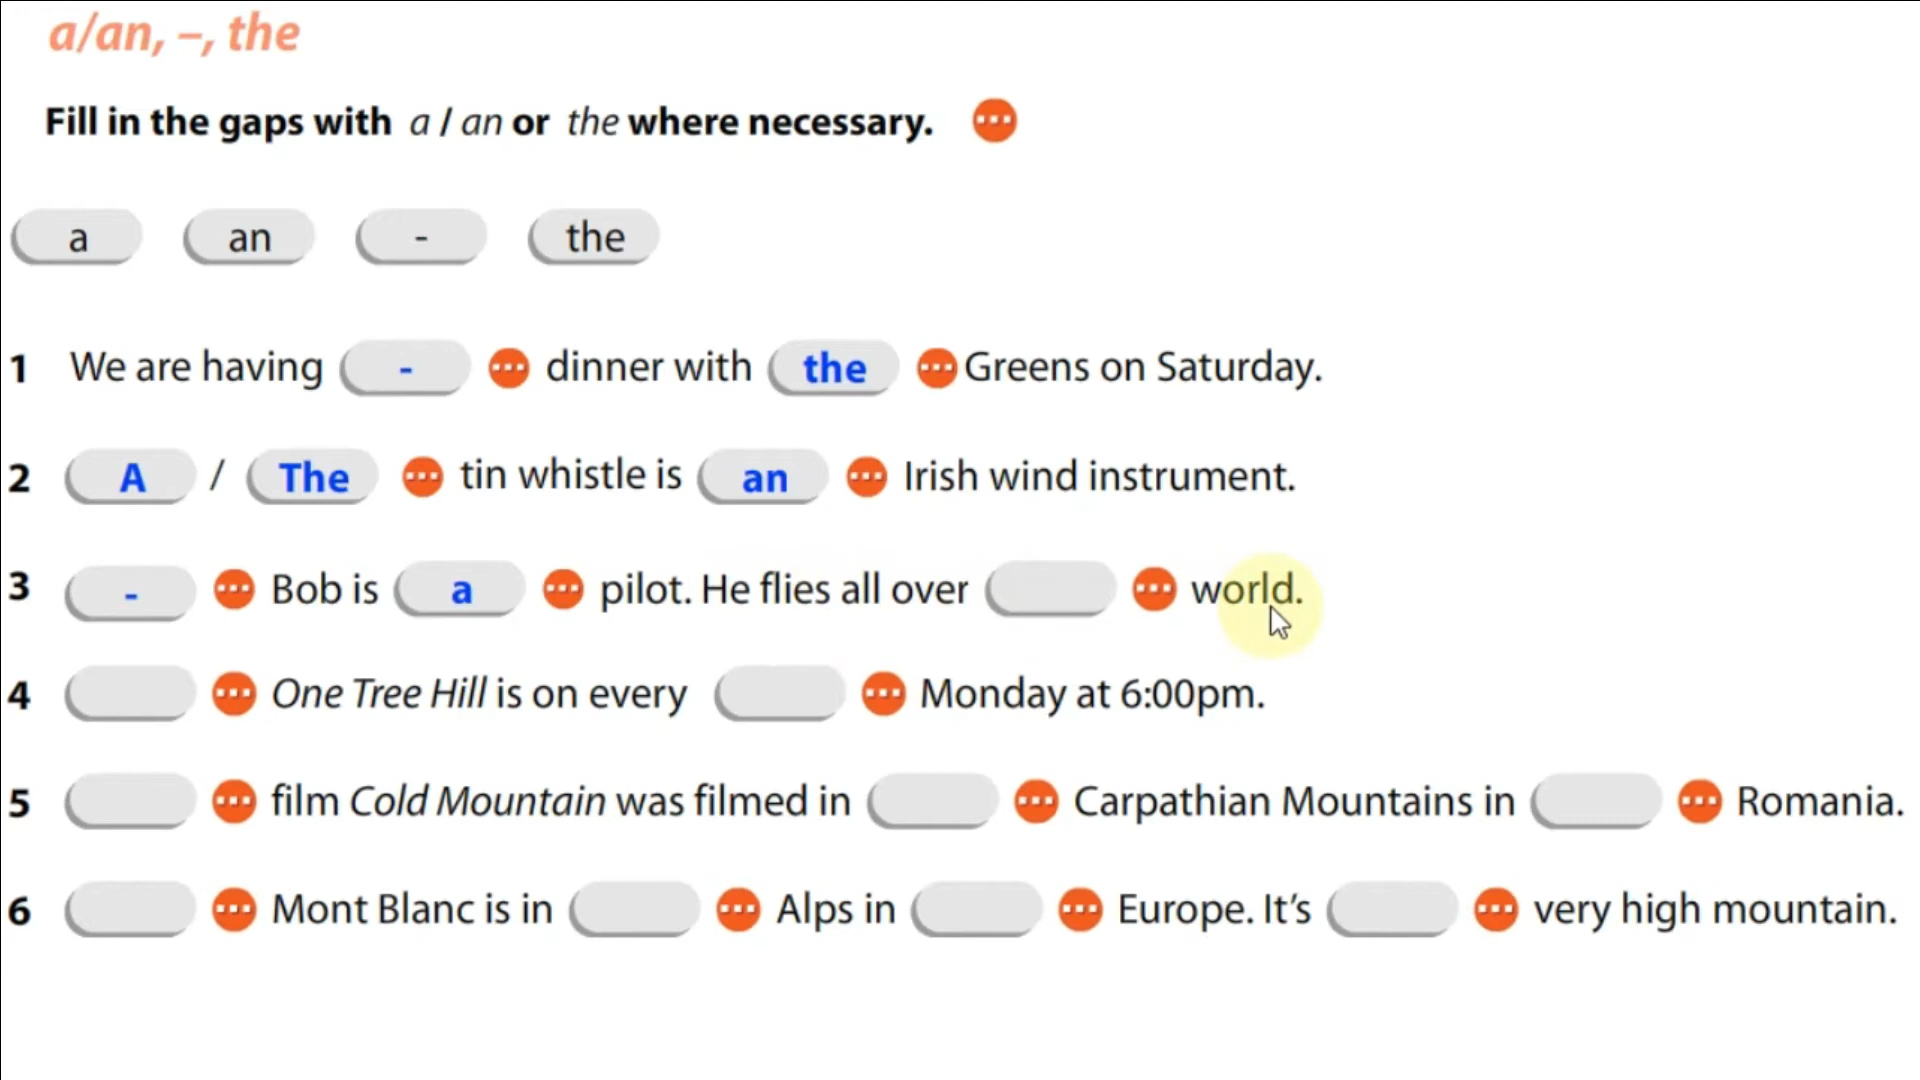 a/an, –, the
Fill in the gaps with a / an or the where necessary.
a an - the
1 We are having - dinner with the Greens on Saturday.
2 A / The tin whistle is an Irish wind instrument.
3 - Bob is a pilot. He flies all over world.
4 One Tree Hill is on every Monday at 6:00pm.
5 film Cold Mountain was filmed in Carpathian Mountains in Romania.
6 Mont Blanc is in Alps in Europe. It's very high mountain.